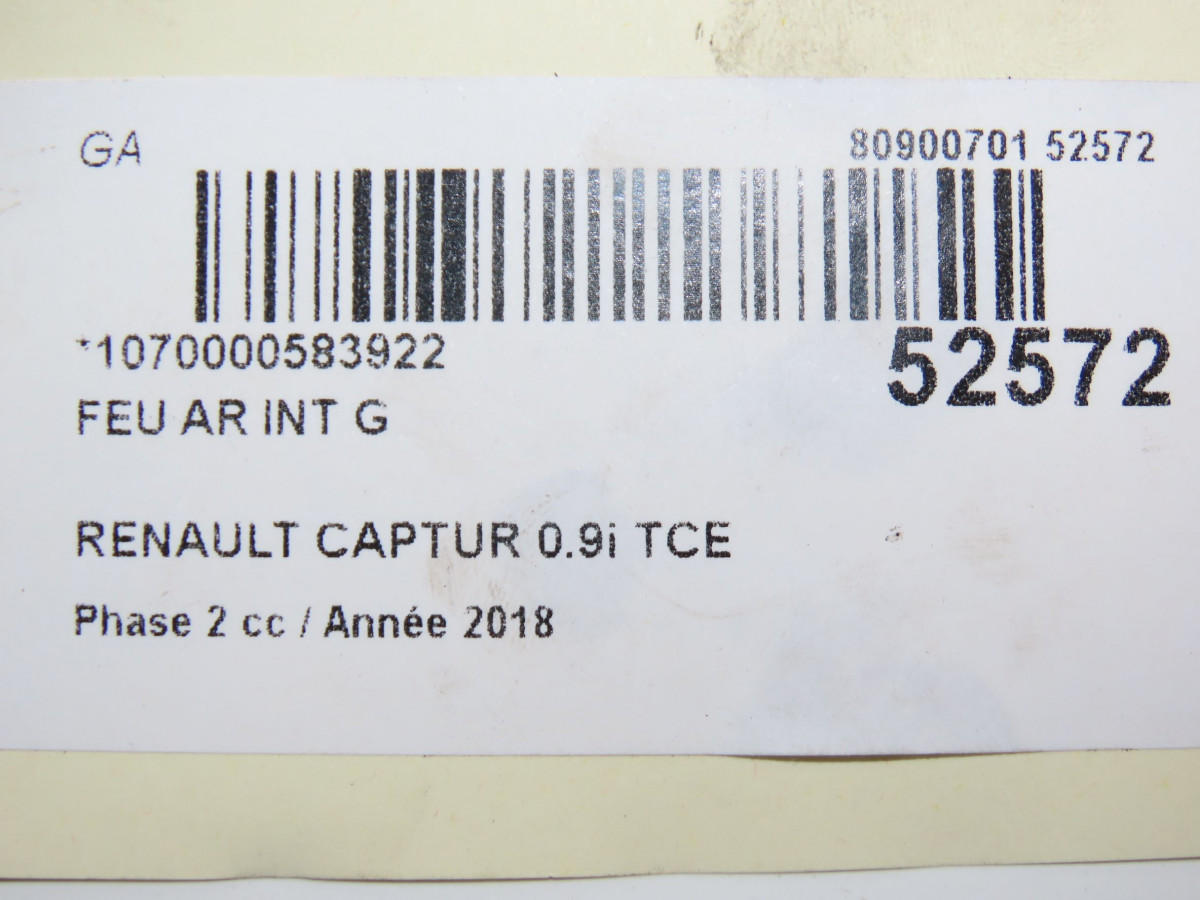 GA
80900701 52572
*1070000583922
52572
FEU AR INT G
RENAULT CAPTUR 0.9i TCE
Phase 2 cc / Année 2018